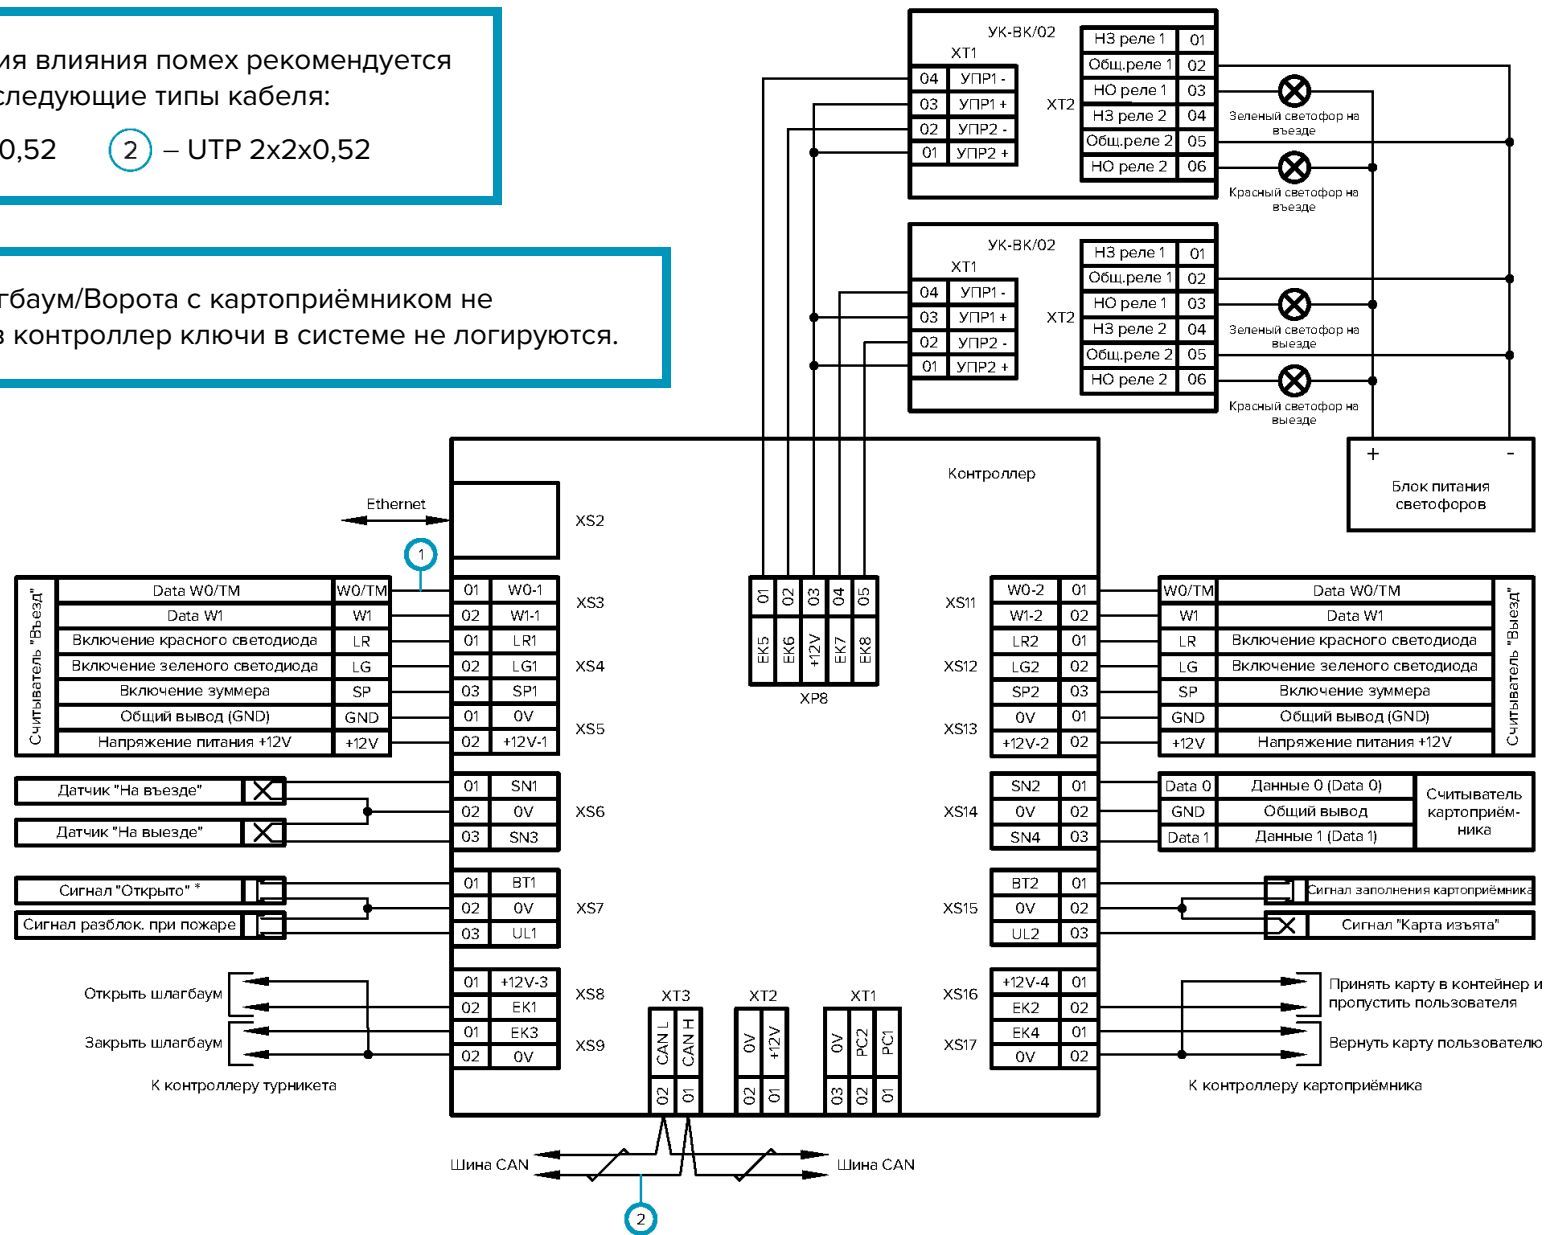 ия влияния помех рекомендуется
следующие типы кабеля:
0,52 2 – UTP 2x2x0,52
гбаум/Ворота с картоприёмником не
в контроллер ключи в системе не логируются.
УК-ВК/02
XT1
04 УПР1 -
03 УПР1 +
02 УПР2 -
01 УПР2 +
XT2
НЗ реле 1 01
Общ.реле 1 02
НО реле 1 03
НЗ реле 2 04
Общ.реле 2 05
НО реле 2 06
Зеленый светофор на
въезде
Красный светофор на
въезде
УК-ВК/02
XT1
04 УПР1 -
03 УПР1 +
02 УПР2 -
01 УПР2 +
XT2
НЗ реле 1 01
Общ.реле 1 02
НО реле 1 03
НЗ реле 2 04
Общ.реле 2 05
НО реле 2 06
Зеленый светофор на
выезде
Красный светофор на
выезде
+ -
Блок питания
светофоров
Контроллер
Ethernet
XS2
1
Считыватель "Въезд"
Data W0/TM W0/TM 01 W0-1
Data W1 W1 02 W1-1
Включение красного светодиода LR 01 LR1
Включение зеленого светодиода LG 02 LG1
Включение зуммера SP 03 SP1
Общий вывод (GND) GND 01 0V
Напряжение питания +12V +12V 02 +12V-1
XS3
XS4
XS5
Датчик "На въезде"
Датчик "На выезде"
01 SN1
02 0V
03 SN3
XS6
Сигнал "Открыто" *
Сигнал разблок. при пожаре
01 BT1
02 0V
03 UL1
XS7
Открыть шлагбаум
Закрыть шлагбаум
К контроллеру турникета
01 +12V-3
02 EK1
01 EK3
02 0V
XS8
XS9
01 02 03 04 05
EK5 EK6 +12V EK7 EK8
XP8
XS11
XS12
XS13
W0-2 01 W0/TM Data W0/TM
W1-2 02 W1 Data W1
LR2 01 LR Включение красного светодиода
LG2 02 LG Включение зеленого светодиода
SP2 03 SP Включение зуммера
0V 01 GND Общий вывод (GND)
+12V-2 02 +12V Напряжение питания +12V
Считыватель "Выезд"
XS14
SN2 01 Data 0 Данные 0 (Data 0)
0V 02 GND Общий вывод
SN4 03 Data 1 Данные 1 (Data 1)
Считыватель
картоприём-
ника
XS15
BT2 01
0V 02
UL2 03
Сигнал заполнения картоприёмника
Сигнал "Карта изъята"
XS16
XS17
+12V-4 01
EK2 02
EK4 01
0V 02
Принять карту в контейнер и
пропустить пользователя
Вернуть карту пользователю
К контроллеру картоприёмника
XT3 XT2 XT1
CAN L CAN H 0V +12V 0V PC2 PC1
02 01 02 01 03 02 01
Шина CAN Шина CAN
2